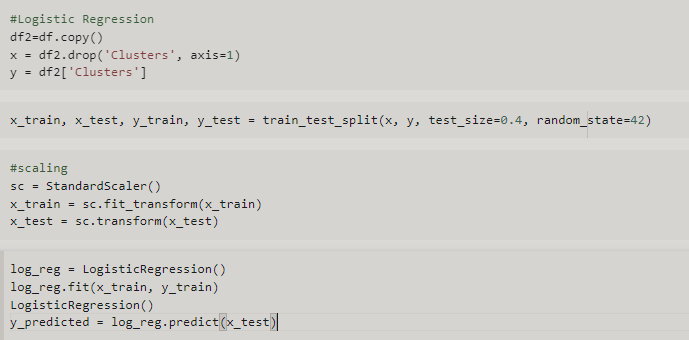 #Logistic Regression
df2=df.copy()
x = df2.drop('Clusters', axis=1)
y = df2['Clusters']
x_train, x_test, y_train, y_test = train_test_split(x, y, test_size=0.4, random_state=42)
#scaling
sc = StandardScaler()
x_train = sc.fit_transform(x_train)
x_test = sc.transform(x_test)
log_reg = LogisticRegression()
log_reg.fit(x_train, y_train)
LogisticRegression()
y_predicted = log_reg.predict(x_test)